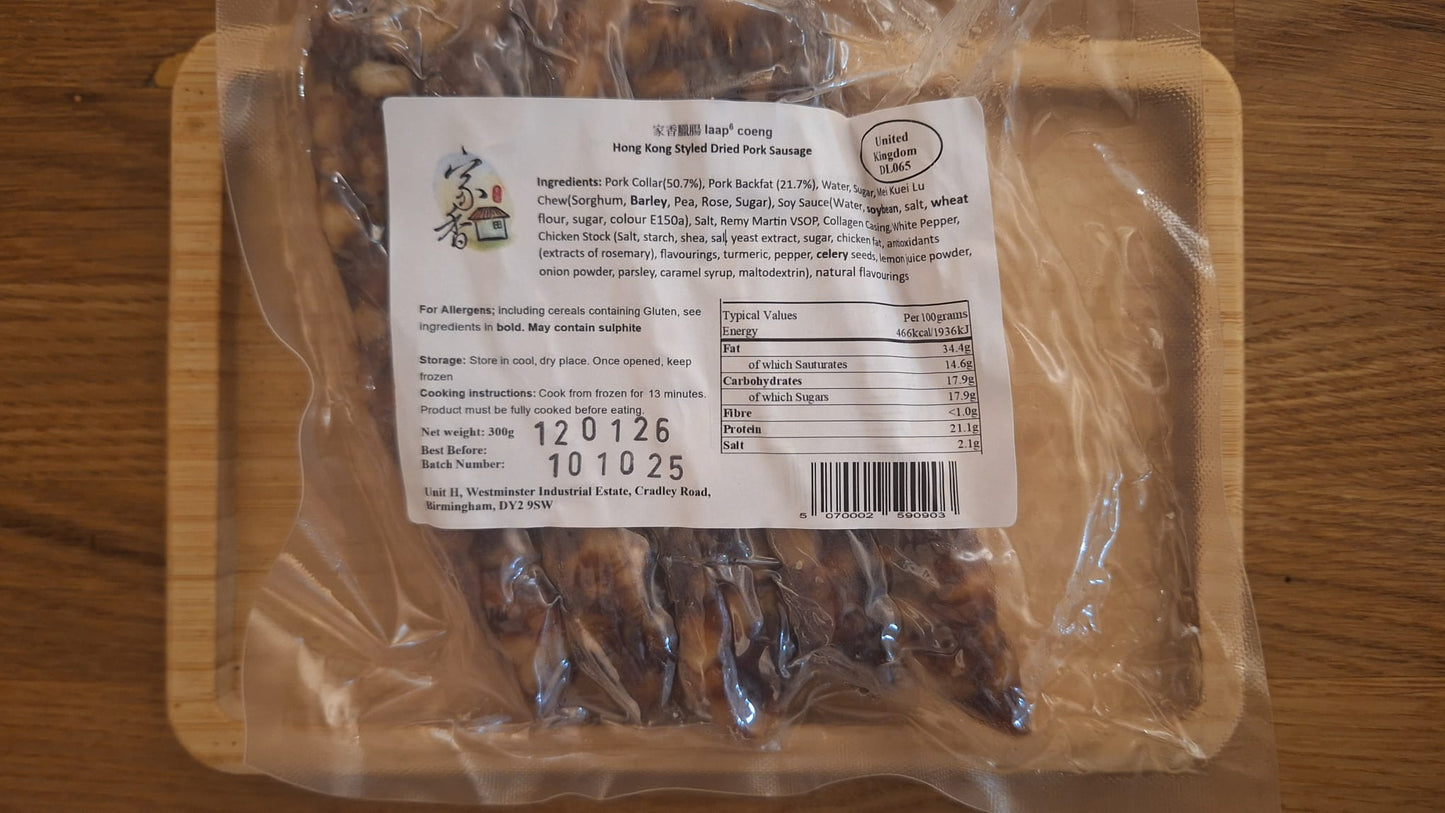 家香
家香臘腸 laap⁶ coeng
Hong Kong Styled Dried Pork Sausage
United
Kingdom
DL065
Ingredients: Pork Collar(50.7%), Pork Backfat (21.7%), Water, Sugar, Mei Kuei Lu
Chew(Sorghum, Barley, Pea, Rose, Sugar), Soy Sauce(Water, soybean, salt, wheat
flour, sugar, colour E150a), Salt, Remy Martin VSOP, Collagen Casing, White Pepper,
Chicken Stock (Salt, starch, shea, sal, yeast extract, sugar, chicken fat, antioxidants
(extracts of rosemary), flavourings, turmeric, pepper, celery seeds, lemon juice powder,
onion powder, parsley, caramel syrup, maltodextrin), natural flavourings
For Allergens; including cereals containing Gluten, see
ingredients in bold. May contain sulphite
Storage: Store in cool, dry place. Once opened, keep
frozen
Cooking instructions: Cook from frozen for 13 minutes.
Product must be fully cooked before eating.
Net weight: 300g
Best Before: 120126
Batch Number: 101025
Unit H, Westminster Industrial Estate, Cradley Road,
Birmingham, DY2 9SW
Typical Values Per 100grams
Energy 466kcal/1936kJ
Fat 34.4g
of which Sauturates 14.6g
Carbohydrates 17.9g
of which Sugars 17.9g
Fibre <1.0g
Protein 21.1g
Salt 2.1g
5 070002 590903